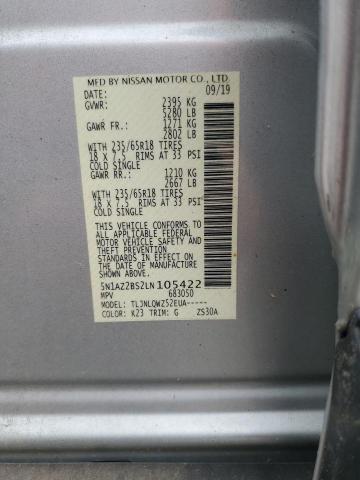 MFD BY NISSAN MOTOR CO., LTD.
DATE: 09/19
GVWR: 2395 KG
5280 LB
GAWR FR.: 1271 KG
2802 LB
WITH 235/65R18 TIRES
18 X 7.5 RIMS AT 33 PSI
COLD SINGLE
GAWR RR.: 1210 KG
2667 LB
WITH 235/65R18 TIRES
18 X 7.5 RIMS AT 33 PSI
COLD SINGLE
THIS VEHICLE CONFORMS TO
ALL APPLICABLE FEDERAL
MOTOR VEHICLE SAFETY
AND THEFT PREVENTION
STANDARDS IN EFFECT ON THE
DATE OF MANUFACTURE
SHOWN ABOVE.
5N1AZ2BS2LN105422
MPV 683050
MODEL: TLJNLQWZ52EUA-----
COLOR: K23 TRIM: G ZS30A